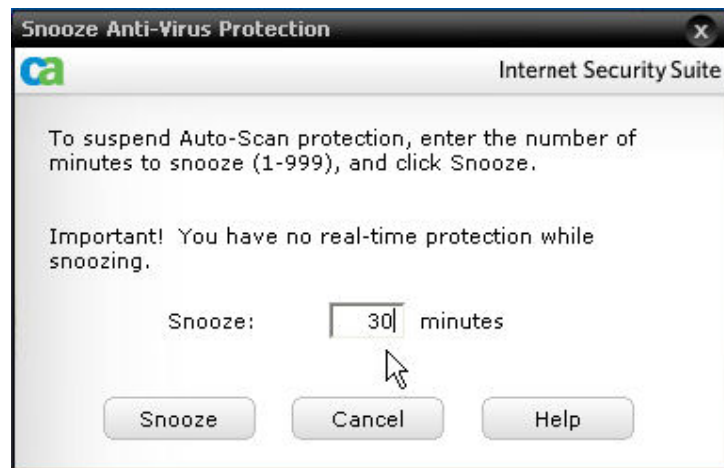 Snooze Anti-Virus Protection
x
ca
Internet Security Suite
To suspend Auto-Scan protection, enter the number of
minutes to snooze (1-999), and click Snooze.
Important! You have no real-time protection while
snoozing.
Snooze: 30 minutes
Snooze Cancel Help